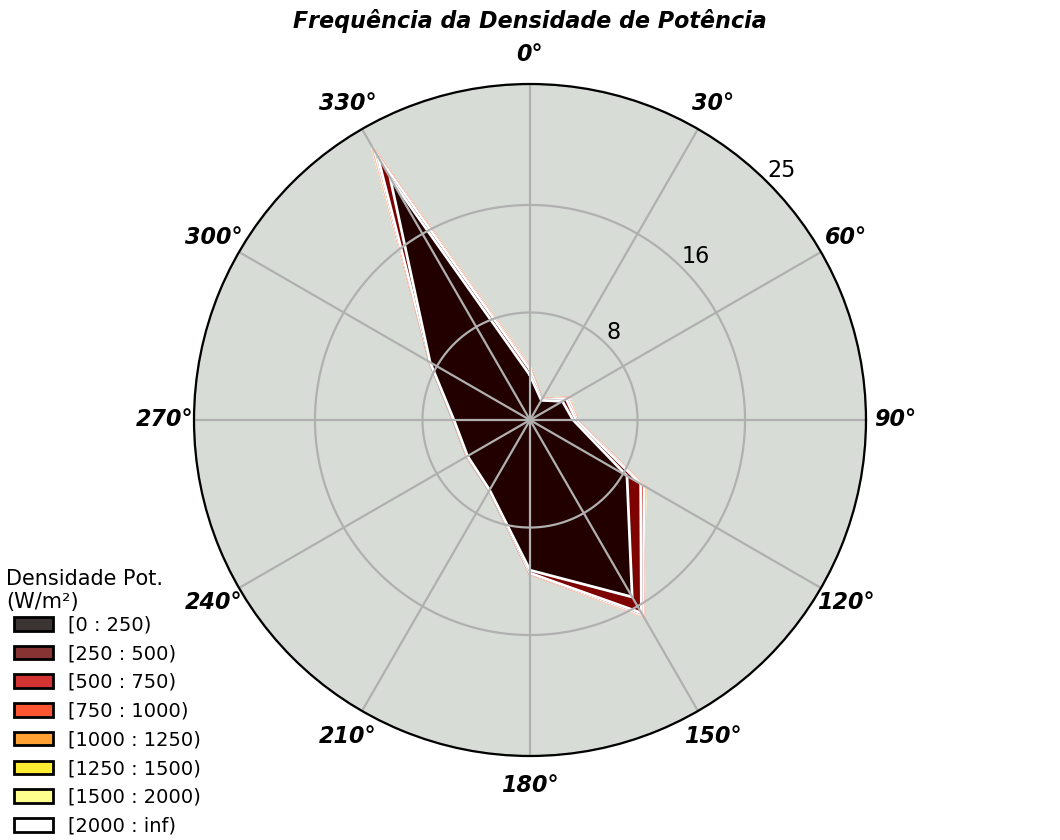 Frequência da Densidade de Potência
0°
330°
30°
25
300°
60°
16
8
270°
90°
240°
120°
210°
150°
180°
Densidade Pot.
(W/m²)
[0 : 250)
[250 : 500)
[500 : 750)
[750 : 1000)
[1000 : 1250)
[1250 : 1500)
[1500 : 2000)
[2000 : inf)